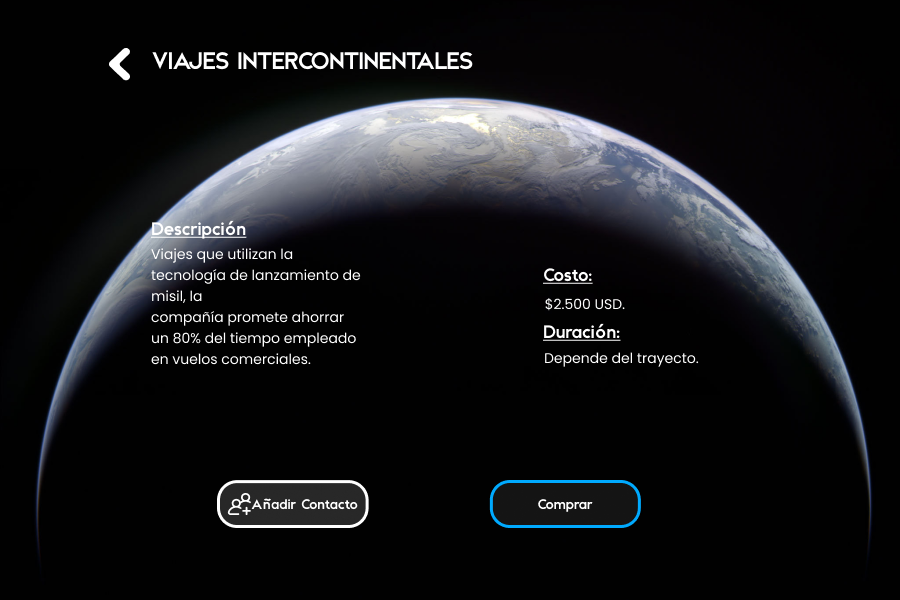 VIAJES INTERCONTINENTALES
Descripción
Viajes que utilizan la
tecnología de lanzamiento de
misil, la
compañía promete ahorrar
un 80% del tiempo empleado
en vuelos comerciales.
Costo:
$2.500 USD.
Duración:
Depende del trayecto.
Añadir Contacto
Comprar